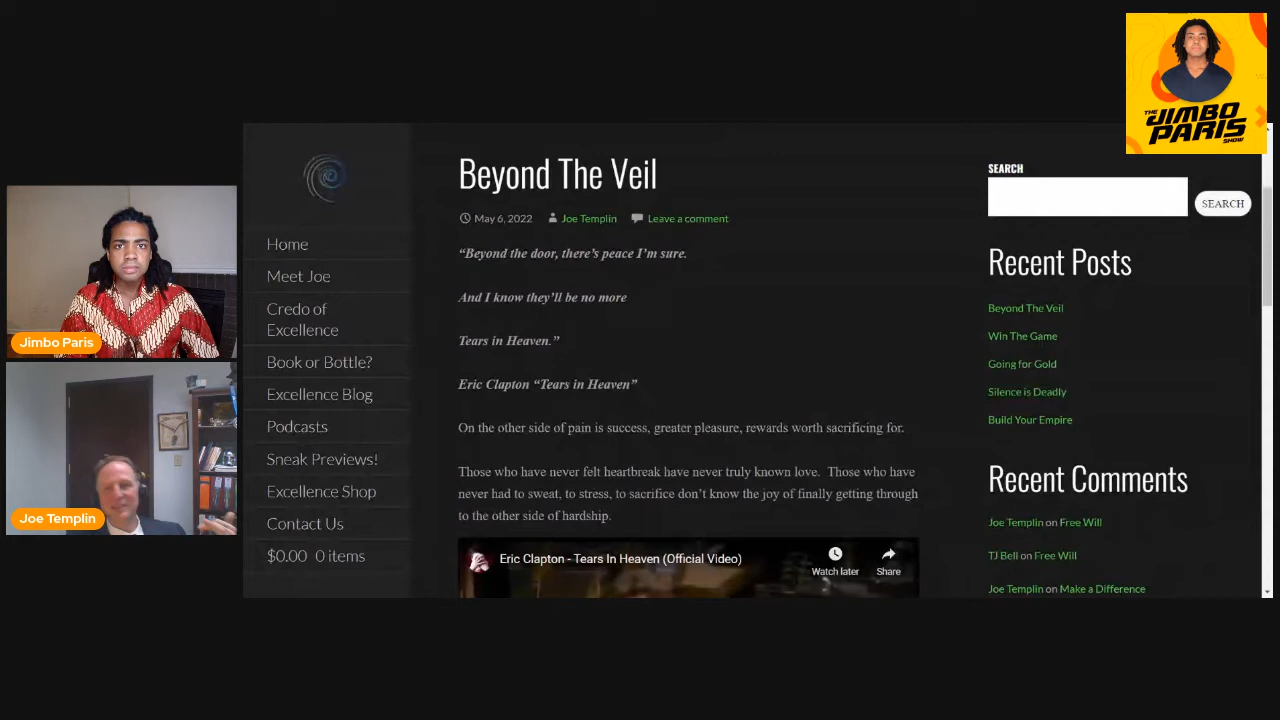 THE
JIMBO
PARIS
SHOW
Jimbo Paris
Joe Templin
Home
Meet Joe
Credo of
Excellence
Book or Bottle?
Excellence Blog
Podcasts
Sneak Previews!
Excellence Shop
Contact Us
$0.00 0 items
Beyond The Veil
May 6, 2022 Joe Templin Leave a comment
“Beyond the door, there’s peace I’m sure.
And I know they’ll be no more
Tears in Heaven.”
Eric Clapton “Tears in Heaven”
On the other side of pain is success, greater pleasure, rewards worth sacrificing for.
Those who have never felt heartbreak have never truly known love. Those who have
never had to sweat, to stress, to sacrifice don’t know the joy of finally getting through
to the other side of hardship.
Eric Clapton - Tears In Heaven (Official Video)
Watch later Share
SEARCH
SEARCH
Recent Posts
Beyond The Veil
Win The Game
Going for Gold
Silence is Deadly
Build Your Empire
Recent Comments
Joe Templin on Free Will
TJ Bell on Free Will
Joe Templin on Make a Difference